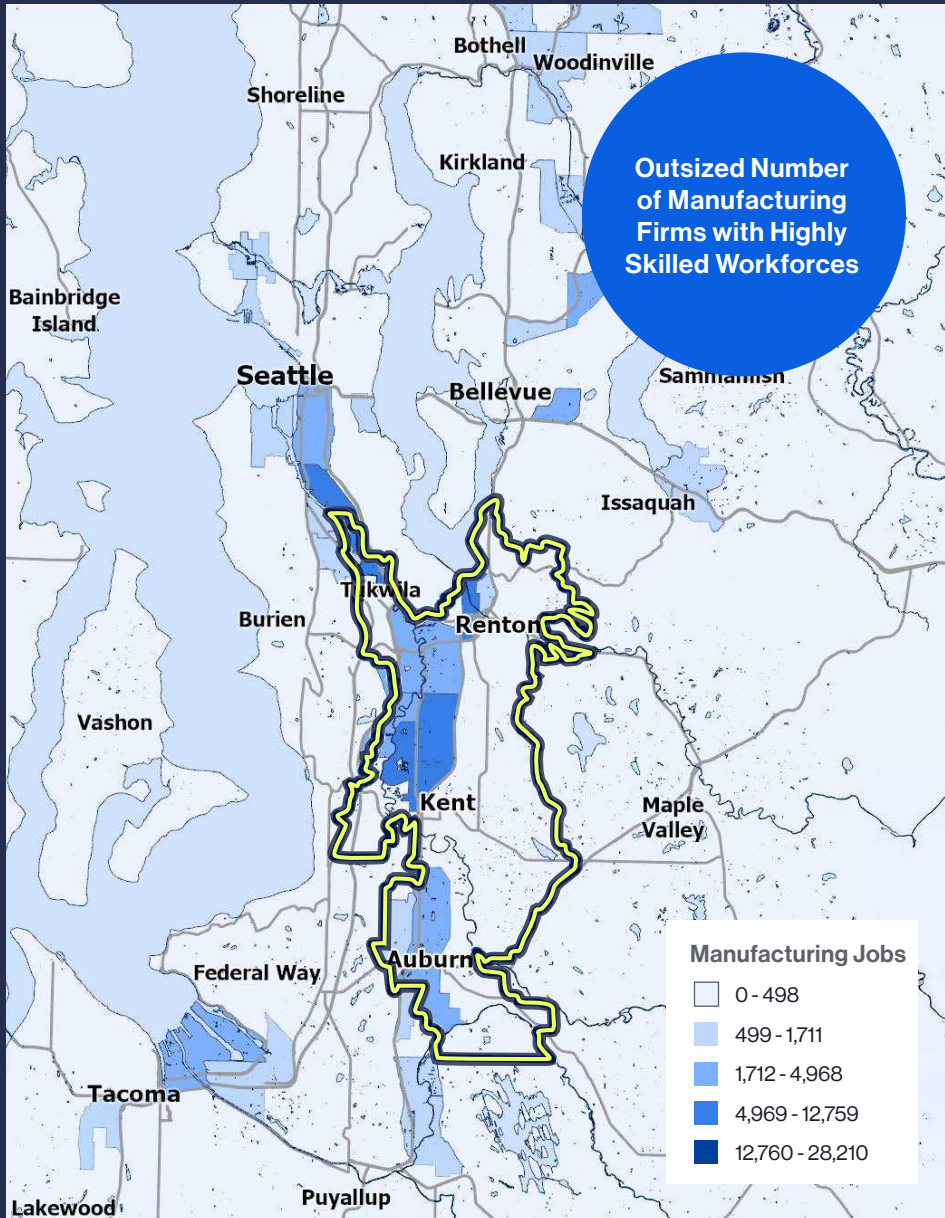 Bothell
Woodinville
Shoreline
Kirkland
Outsized Number
of Manufacturing
Firms with Highly
Skilled Workforces
Bainbridge
Island
Seattle
Sammamish
Bellevue
Issaquah
Tukwila
Burien
Renton
Vashon
Kent
Maple
Valley
Auburn
Federal Way
Manufacturing Jobs
0 - 498
499 - 1,711
1,712 - 4,968
4,969 - 12,759
12,760 - 28,210
Tacoma
Puyallup
Lakewood